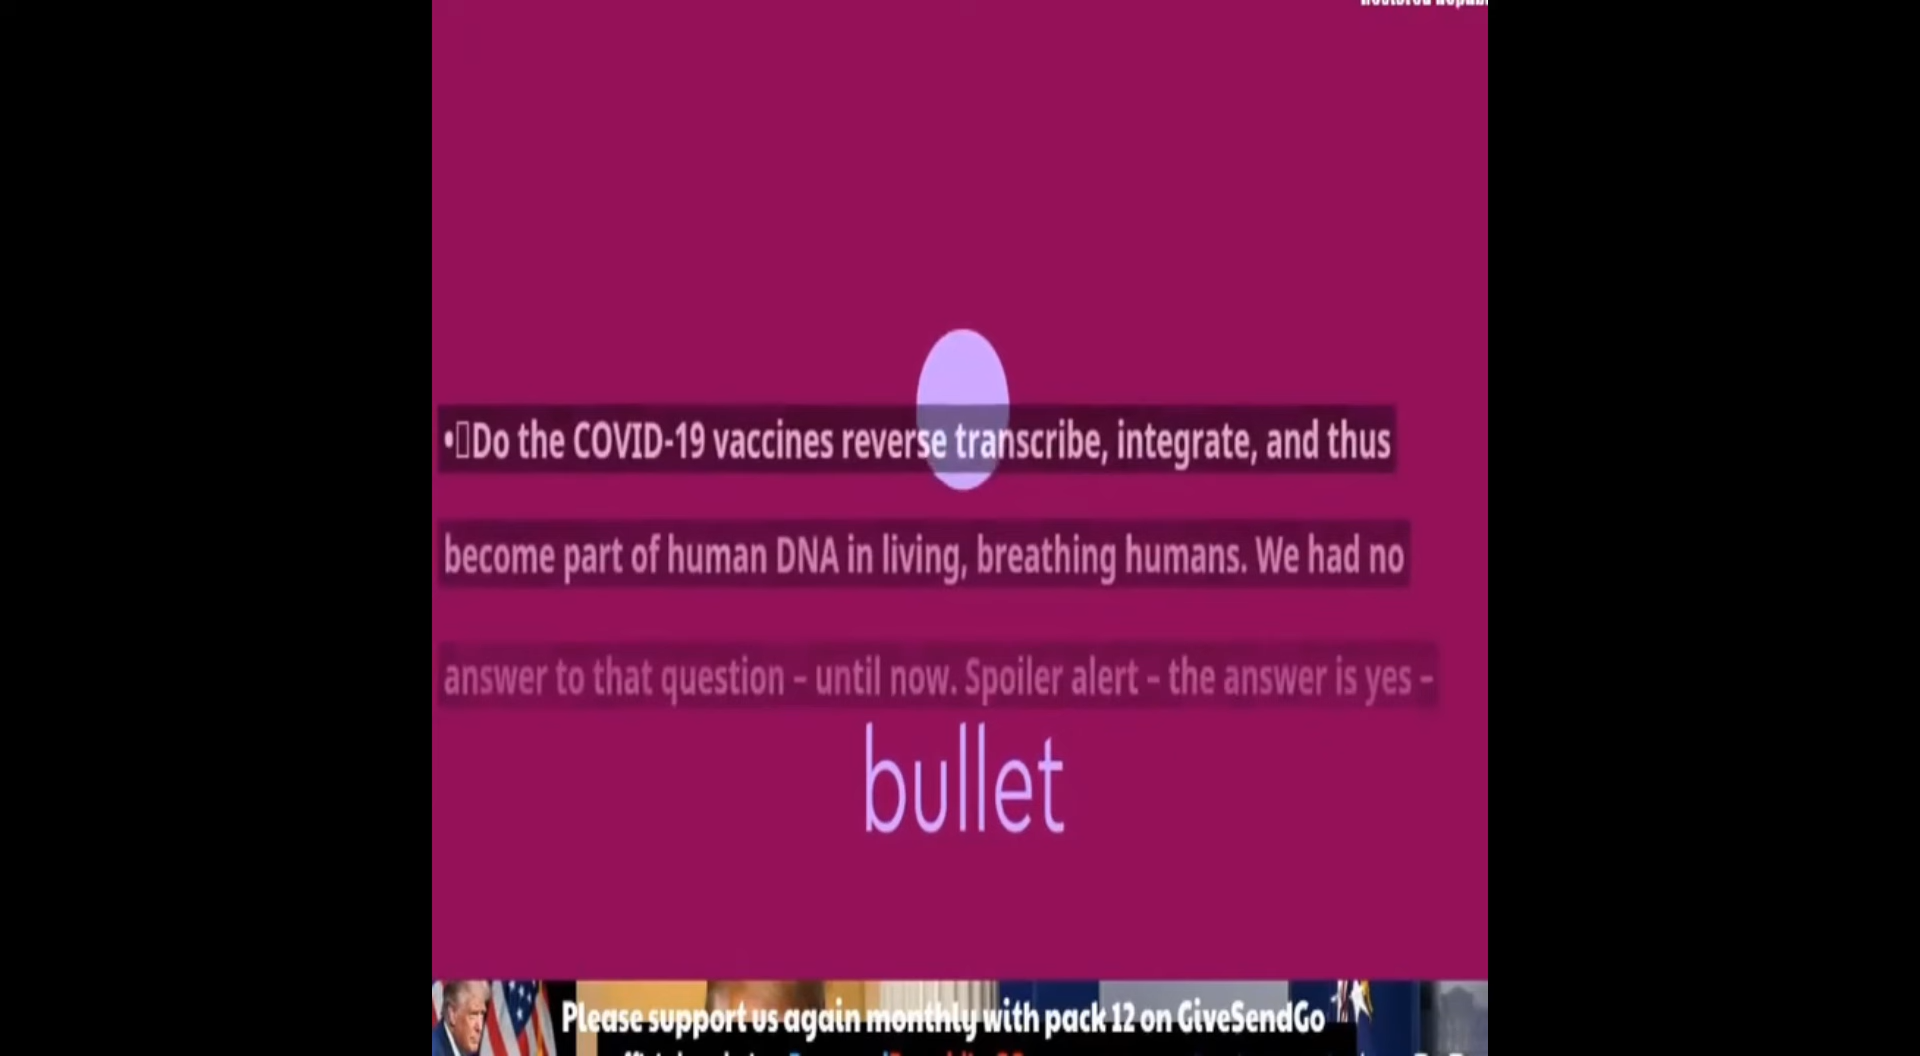 •Do the COVID-19 vaccines reverse transcribe, integrate, and thus
become part of human DNA in living, breathing humans. We had no
answer to that question – until now. Spoiler alert – the answer is yes –
bullet
Please support us again monthly with pack 12 on GiveSendGo